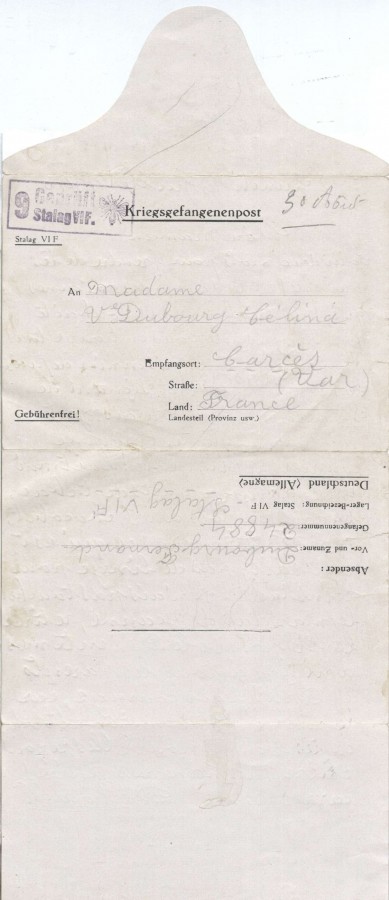 9 Geprüft
Stalag VI F.
Kriegsgefangenenpost
30
Stalag VI F
An Madame
Vve Dubourg Célina
Empfangsort: Carcès
Straße: (Var)
Land: France
Landesteil (Provinz usw.)
Gebührenfrei!
Absender:
Vor- und Zuname: Dubourg Fernand
Gefangenennummer: 24884
Lager-Bezeichnung: Stalag VI F - Stalag VI F
Deutschland (Allemagne)